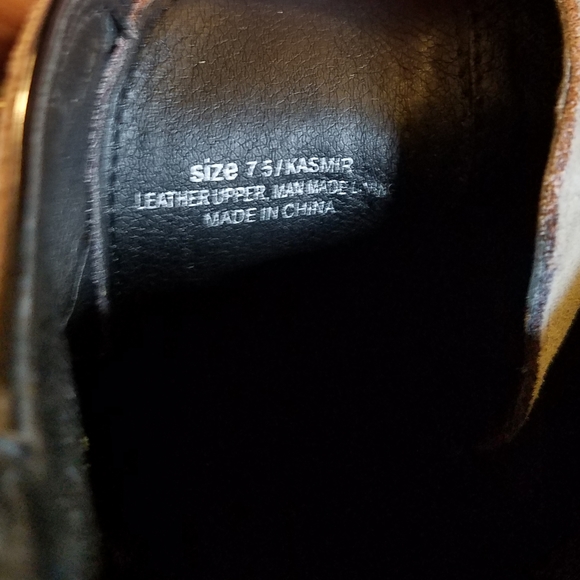 size 7.5/KASMIR
LEATHER UPPER, MAN MADE
MADE IN CHINA